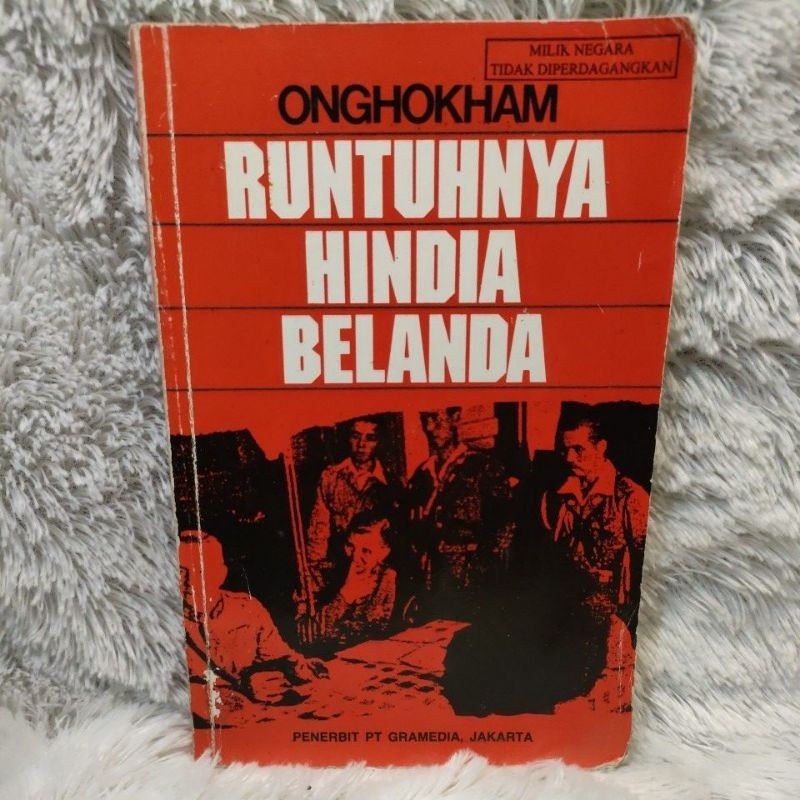 MILIK NEGARA
TIDAK DIPERDAGANGKAN
ONGHOKHAM
RUNTUHNYA
HINDIA
BELANDA
PENERBIT PT GRAMEDIA, JAKARTA